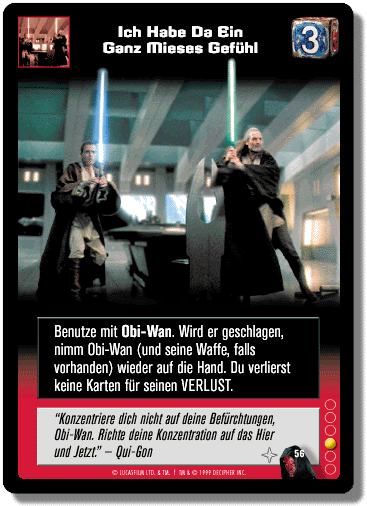 Ich Habe Da Ein
Ganz Mieses Gefühl
3
Benutze mit Obi-Wan. Wird er geschlagen,
nimm Obi-Wan (und seine Waffe, falls
vorhanden) wieder auf die Hand. Du verlierst
keine Karten für seinen VERLUST.
“Konzentriere dich nicht auf deine Befürchtungen,
Obi-Wan. Richte deine Konzentration auf das Hier
und Jetzt.” – Qui-Gon
56
© LUCASFILM LTD. & TM. † TM & © 1999 DECIPHER INC.